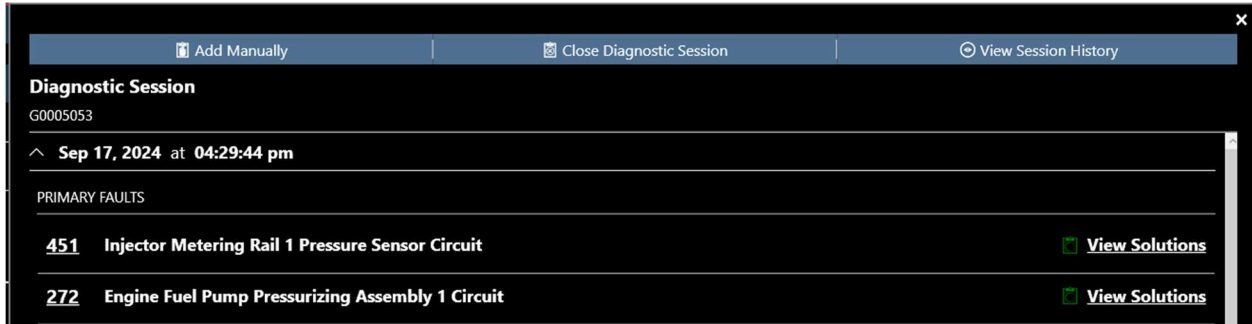 ×
Add Manually Close Diagnostic Session View Session History
Diagnostic Session
G0005053
Sep 17, 2024 at 04:29:44 pm
PRIMARY FAULTS
451 Injector Metering Rail 1 Pressure Sensor Circuit View Solutions
272 Engine Fuel Pump Pressurizing Assembly 1 Circuit View Solutions